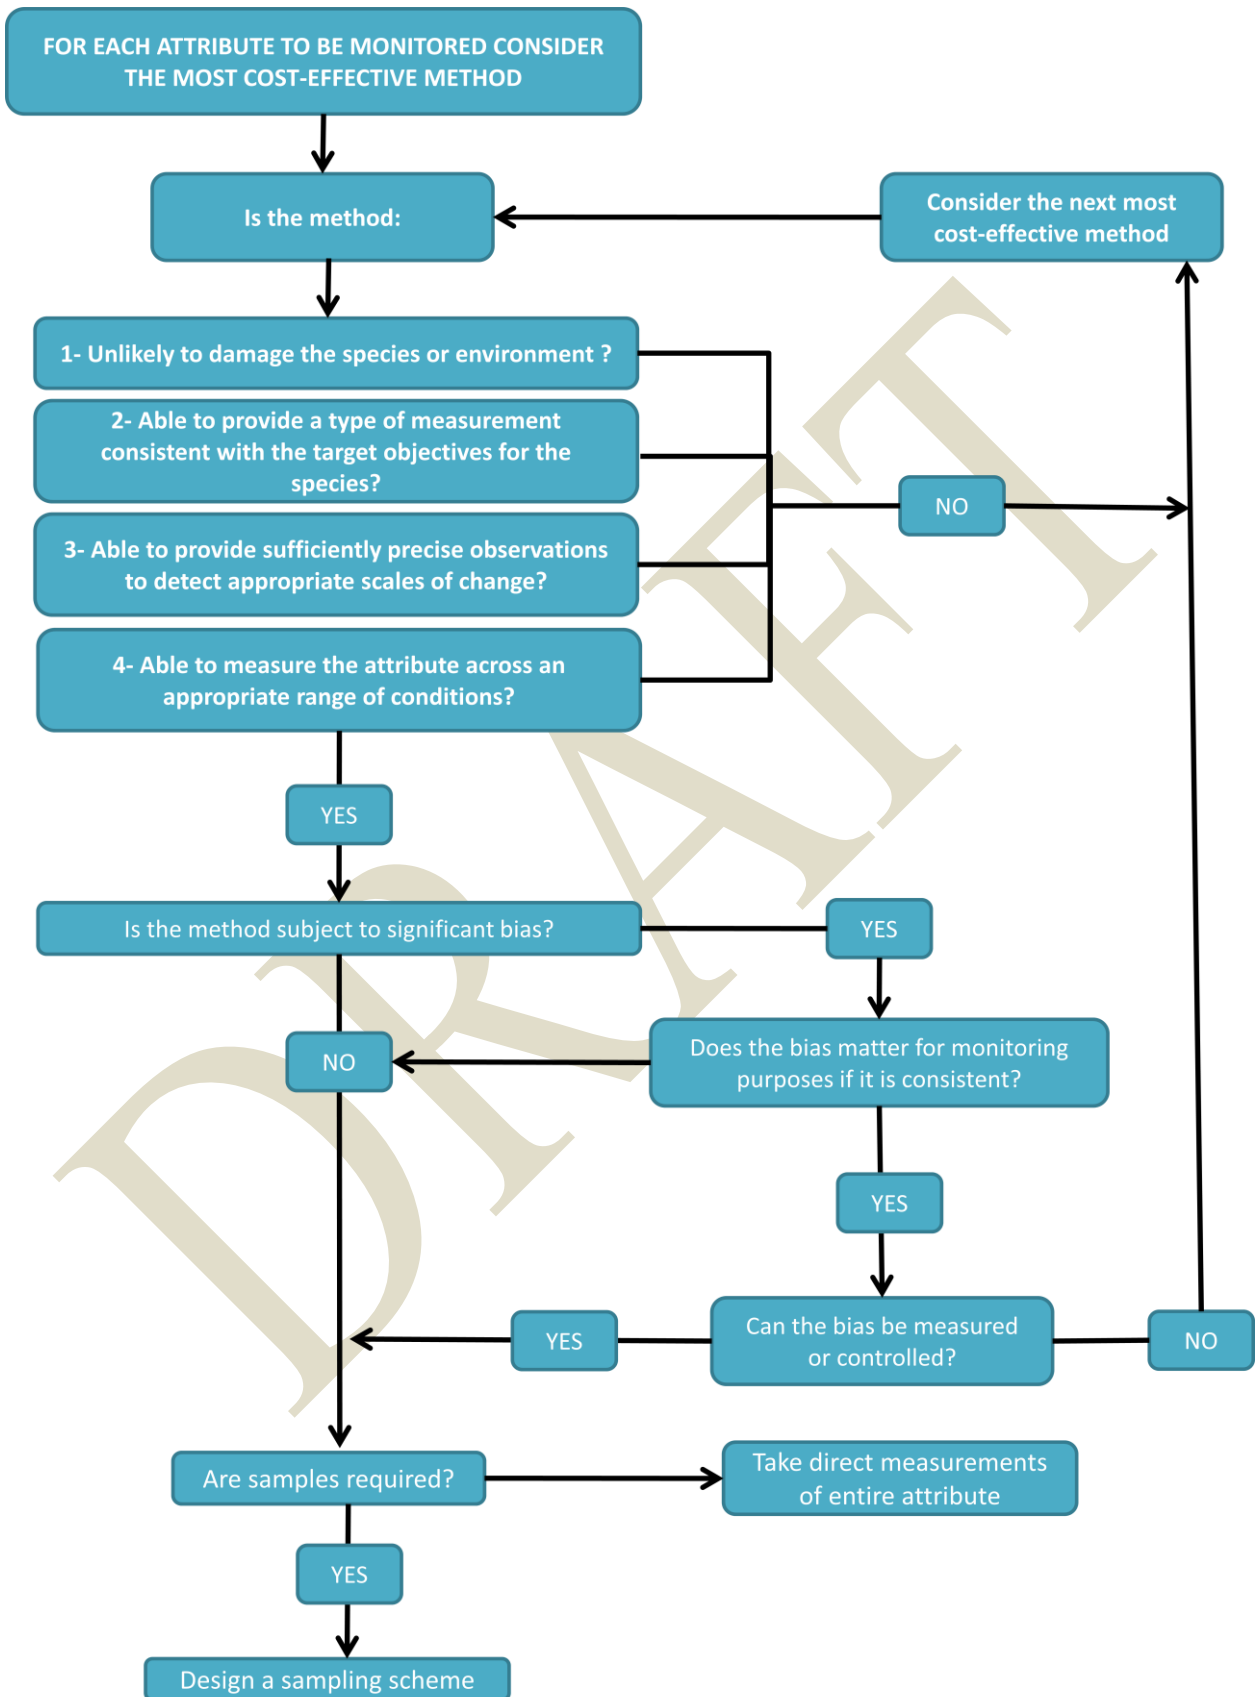 FOR EACH ATTRIBUTE TO BE MONITORED CONSIDER
THE MOST COST-EFFECTIVE METHOD
Is the method:
Consider the next most
cost-effective method
1- Unlikely to damage the species or environment ?
2- Able to provide a type of measurement
consistent with the target objectives for the
species?
NO
3- Able to provide sufficiently precise observations
to detect appropriate scales of change?
4- Able to measure the attribute across an
appropriate range of conditions?
YES
Is the method subject to significant bias?
YES
NO
Does the bias matter for monitoring
purposes if it is consistent?
YES
YES
Can the bias be measured
or controlled?
NO
Are samples required?
Take direct measurements
of entire attribute
YES
Design a sampling scheme
DRAFT